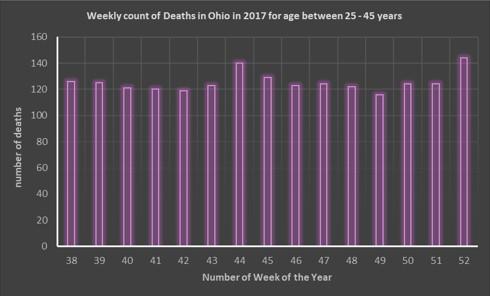 Weekly count of Deaths in Ohio in 2017 for age between 25 - 45 years
160
140
120
100
80
60
40
20
0
number of deaths
38 39 40 41 42 43 44 45 46 47 48 49 50 51 52
Number of Week of the Year